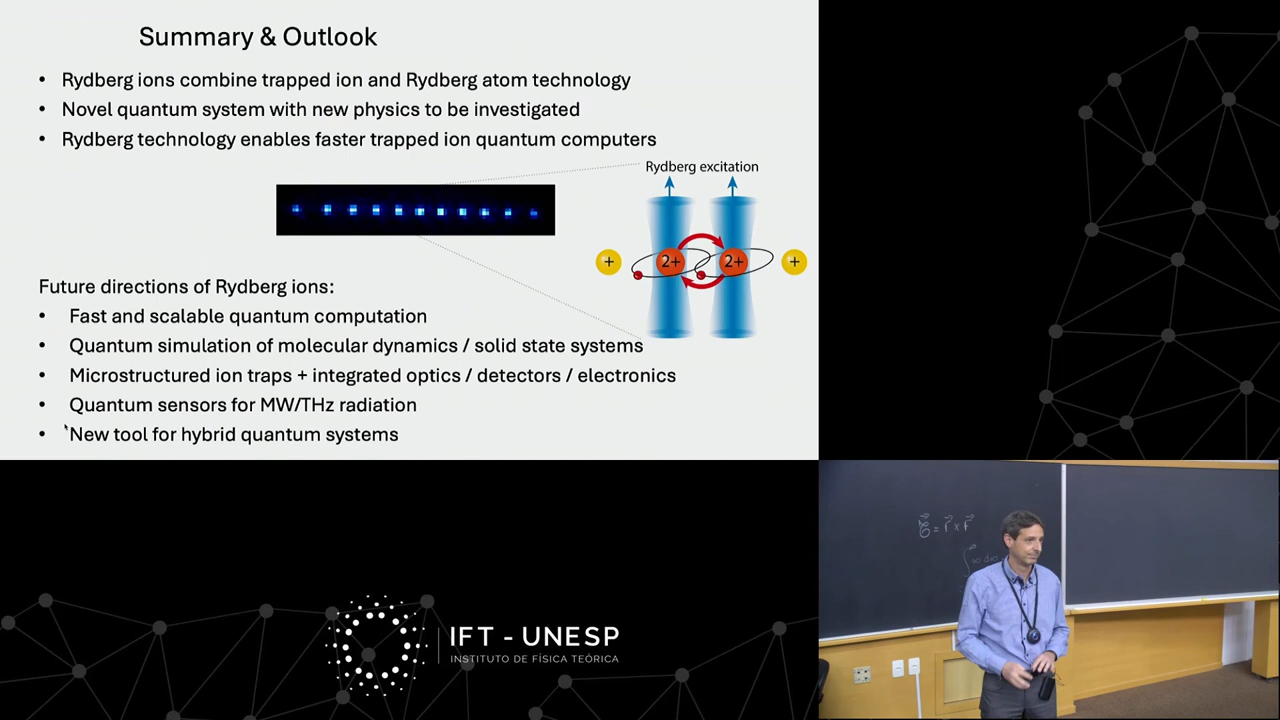 Summary & Outlook
• Rydberg ions combine trapped ion and Rydberg atom technology
• Novel quantum system with new physics to be investigated
• Rydberg technology enables faster trapped ion quantum computers
Rydberg excitation
+ 2+ 2+ +
Future directions of Rydberg ions:
• Fast and scalable quantum computation
• Quantum simulation of molecular dynamics / solid state systems
• Microstructured ion traps + integrated optics / detectors / electronics
• Quantum sensors for MW/THz radiation
• New tool for hybrid quantum systems
IFT - UNESP
INSTITUTO DE FÍSICA TEÓRICA